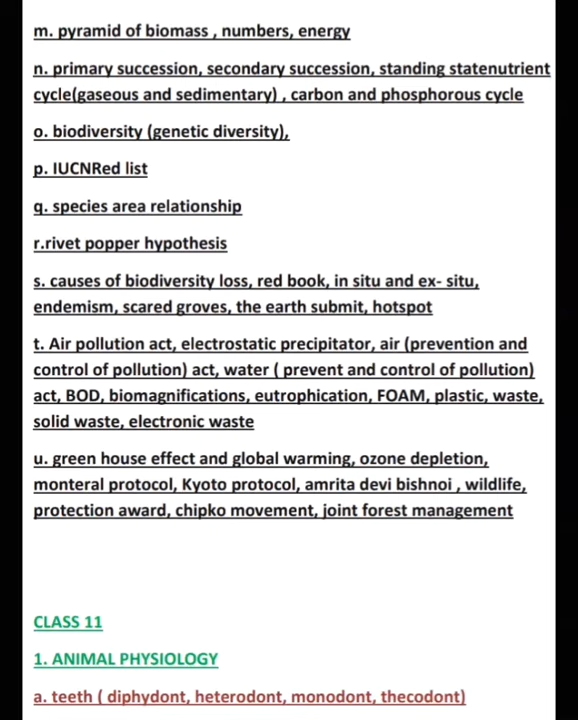 m. pyramid of biomass , numbers, energy
n. primary succession, secondary succession, standing statenutrient
cycle(gaseous and sedimentary) , carbon and phosphorous cycle
o. biodiversity (genetic diversity),
p. IUCNRed list
q. species area relationship
r.rivet popper hypothesis
s. causes of biodiversity loss, red book, in situ and ex- situ,
endemism, scared groves, the earth submit, hotspot
t. Air pollution act, electrostatic precipitator, air (prevention and
control of pollution) act, water ( prevent and control of pollution)
act, BOD, biomagnifications, eutrophication, FOAM, plastic, waste,
solid waste, electronic waste
u. green house effect and global warming, ozone depletion,
monteral protocol, Kyoto protocol, amrita devi bishnoi , wildlife,
protection award, chipko movement, joint forest management
CLASS 11
1. ANIMAL PHYSIOLOGY
a. teeth ( diphydont, heterodont, monodont, thecodont)